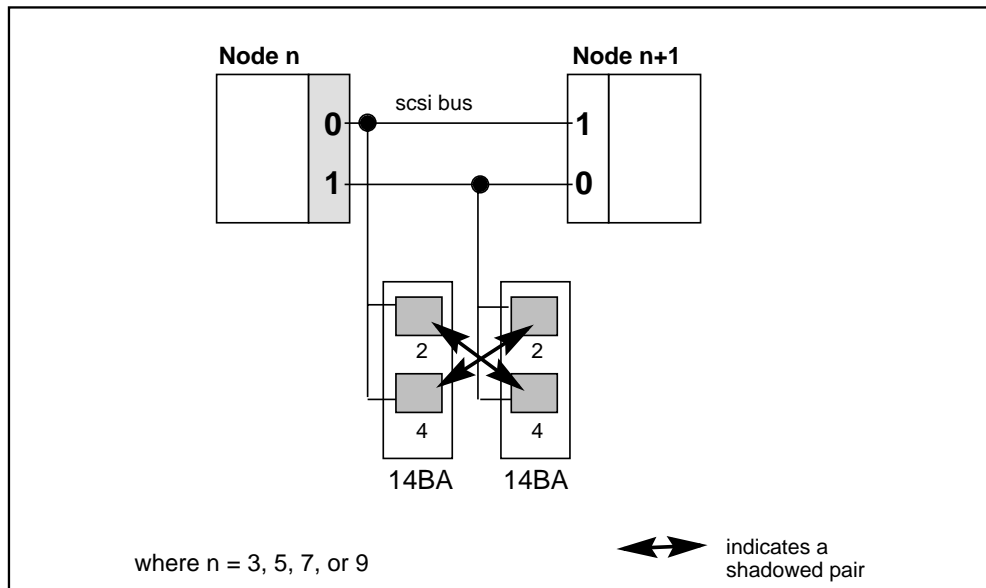 Node n
Node n+1
scsi bus
0
1
1
0
2
2
4
4
14BA
14BA
where n = 3, 5, 7, or 9
indicates a
shadowed pair